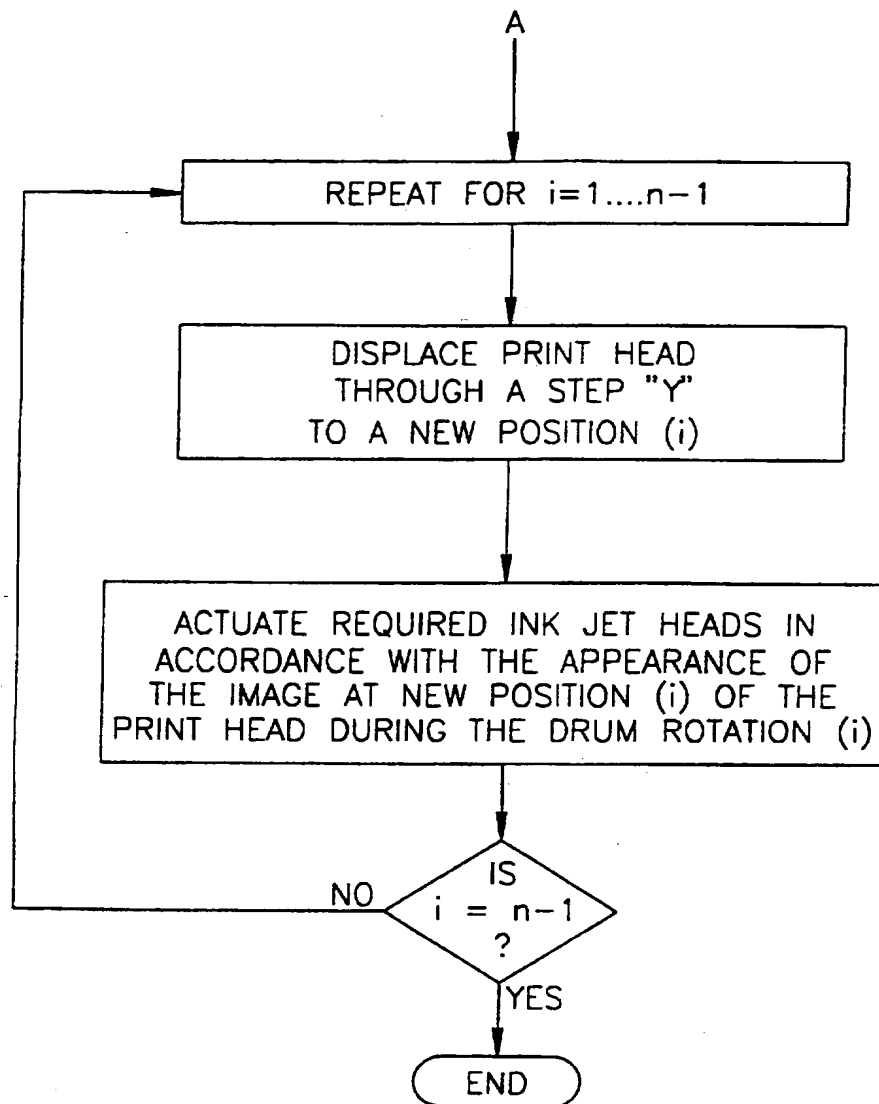 A
REPEAT FOR i=1....n-1
DISPLACE PRINT HEAD
THROUGH A STEP "Y"
TO A NEW POSITION (i)
ACTUATE REQUIRED INK JET HEADS IN
ACCORDANCE WITH THE APPEARANCE OF
THE IMAGE AT NEW POSITION (i) OF THE
PRINT HEAD DURING THE DRUM ROTATION (i)
IS
i = n-1
?
NO
YES
END